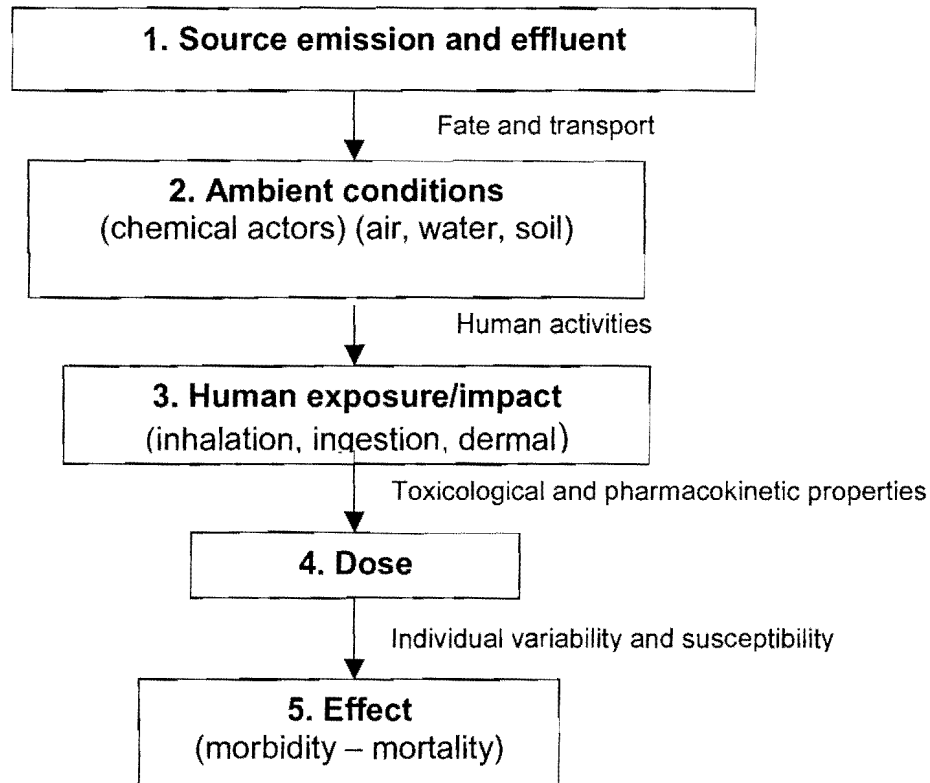 1. Source emission and effluent
Fate and transport
2. Ambient conditions
(chemical actors) (air, water, soil)
Human activities
3. Human exposure/impact
(inhalation, ingestion, dermal)
Toxicological and pharmacokinetic properties
4. Dose
Individual variability and susceptibility
5. Effect
(morbidity – mortality)